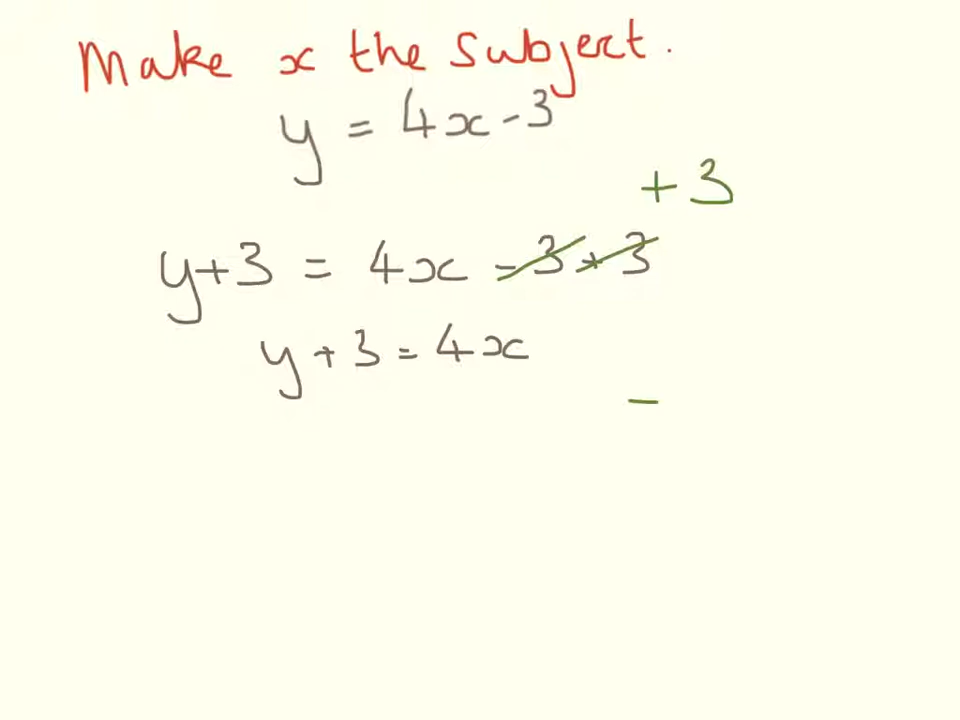 Make x the subject.
y = 4x - 3
+ 3
y + 3 = 4x - 3 + 3
y + 3 = 4x
–